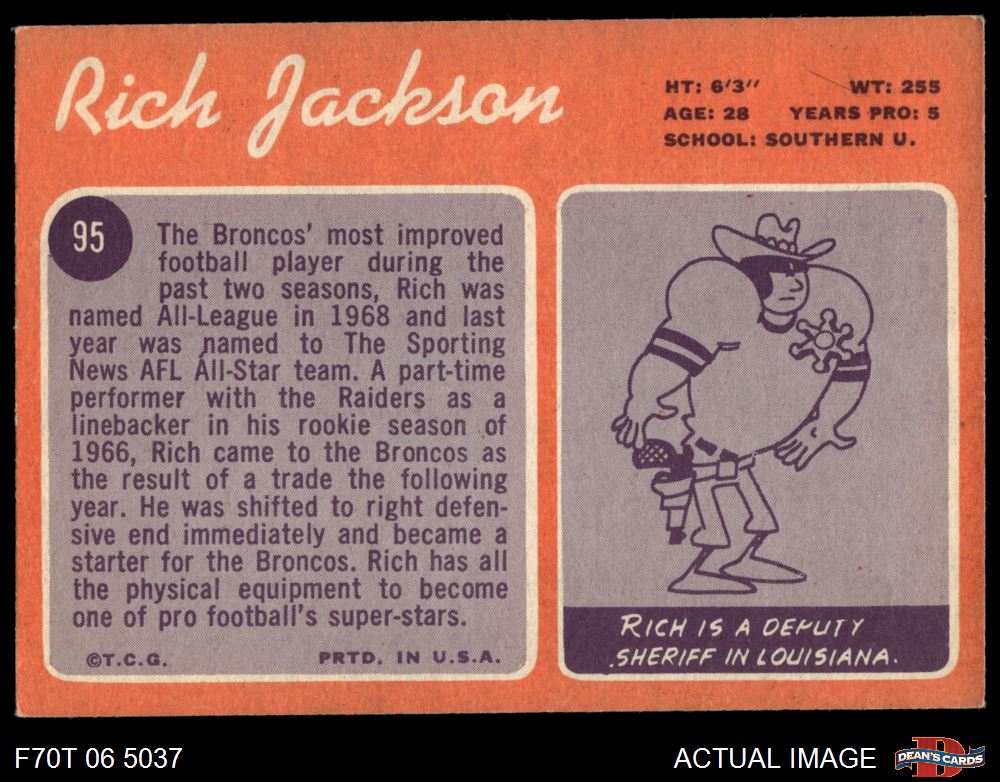 Rich Jackson
HT: 6'3" WT: 255
AGE: 28 YEARS PRO: 5
SCHOOL: SOUTHERN U.
95
The Broncos' most improved
football player during the
past two seasons, Rich was
named All-League in 1968 and last
year was named to The Sporting
News AFL All-Star team. A part-time
performer with the Raiders as a
linebacker in his rookie season of
1966, Rich came to the Broncos as
the result of a trade the following
year. He was shifted to right defen-
sive end immediately and became a
starter for the Broncos. Rich has all
the physical equipment to become
one of pro football's super-stars.
©T.C.G. PRTD. IN U.S.A.
RICH IS A DEPUTY
SHERIFF IN LOUISIANA.
F70T 06 5037
ACTUAL IMAGE
D
DEAN'S CARDS